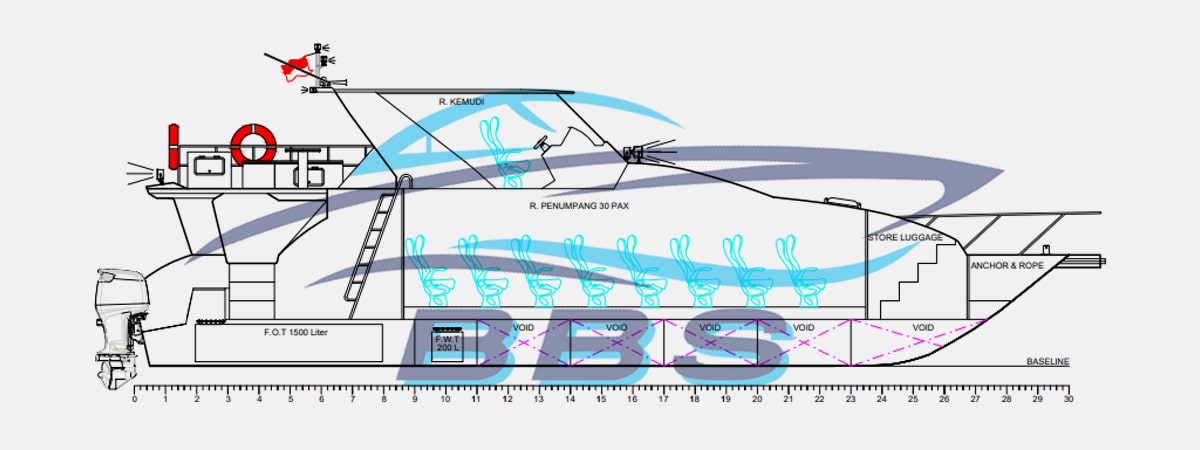 R. KEMUDI
R. PENUMPANG 30 PAX
STORE LUGGAGE
ANCHOR & ROPE
F.O.T 1500 Liter
F.W.T
200 L
VOID
VOID
VOID
VOID
VOID
BBS
BASELINE
0 1 2 3 4 5 6 7 8 9 10 11 12 13 14 15 16 17 18 19 20 21 22 23 24 25 26 27 28 29 30